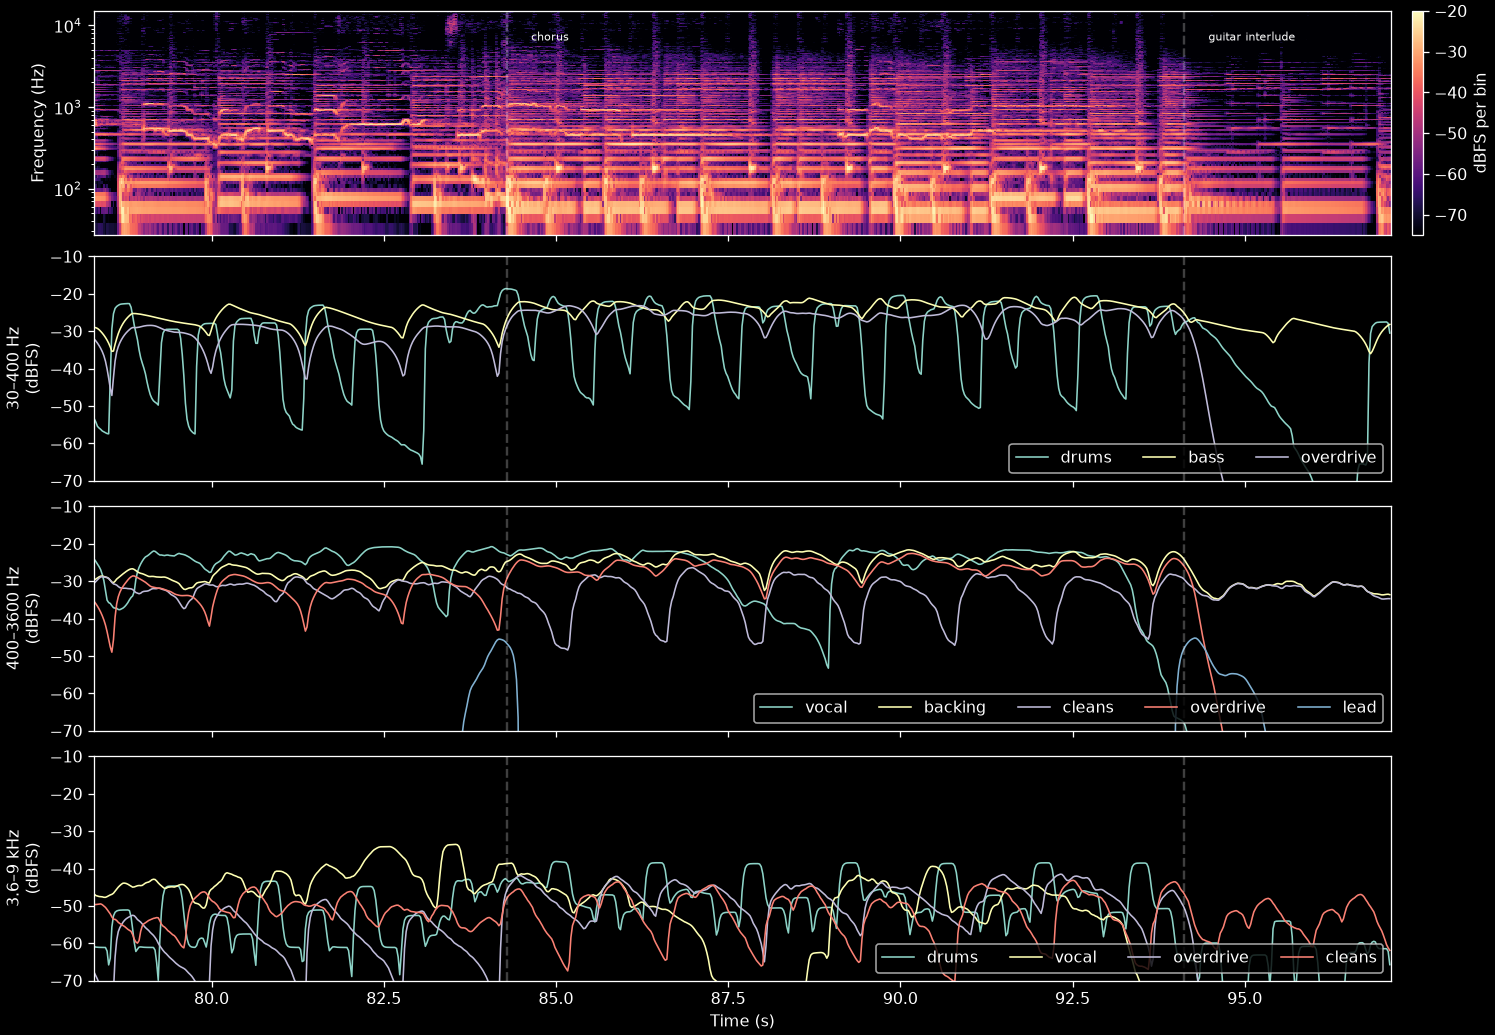 chorus
guitar interlude
Frequency (Hz)
10⁴
10³
10²
−20
−30
−40
−50
−60
−70
dBFS per bin
30–400 Hz
(dBFS)
−10
−20
−30
−40
−50
−60
−70
drums bass overdrive
400–3600 Hz
(dBFS)
−10
−20
−30
−40
−50
−60
−70
vocal backing cleans overdrive lead
3.6–9 kHz
(dBFS)
−10
−20
−30
−40
−50
−60
−70
drums vocal overdrive cleans
80.0 82.5 85.0 87.5 90.0 92.5 95.0
Time (s)